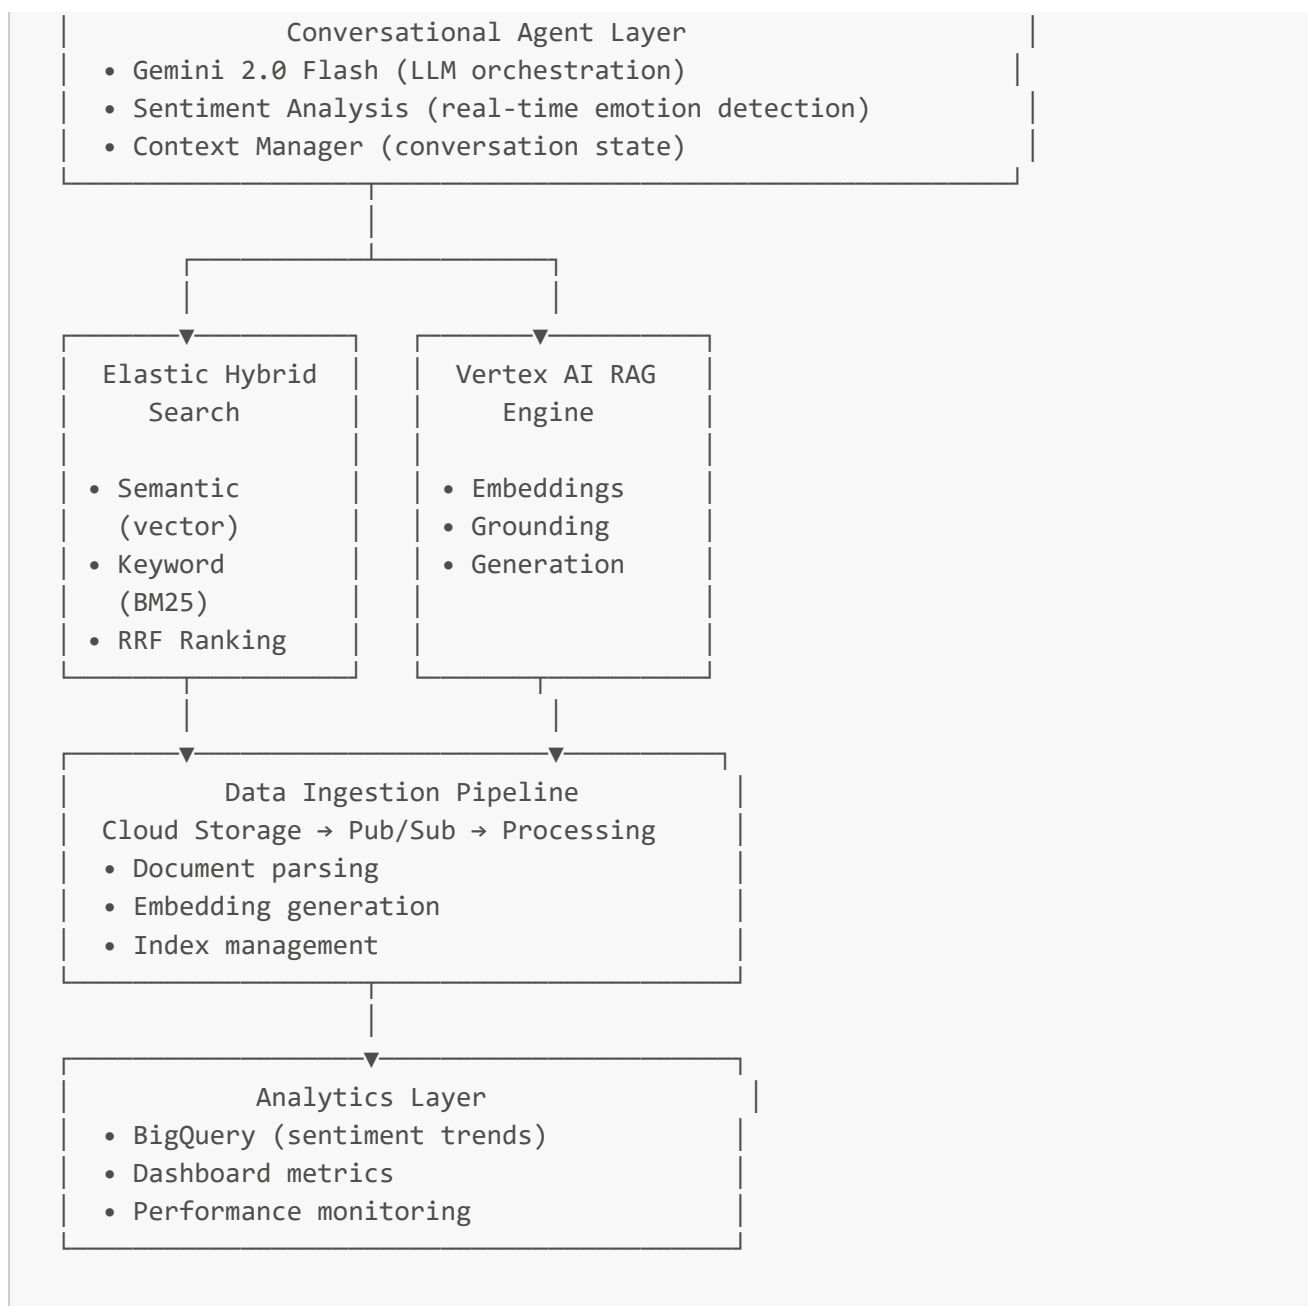 Conversational Agent Layer
• Gemini 2.0 Flash (LLM orchestration)
• Sentiment Analysis (real-time emotion detection)
• Context Manager (conversation state)
Elastic Hybrid Vertex AI RAG
Search Engine
• Semantic • Embeddings
(vector) • Grounding
• Keyword • Generation
(BM25)
• RRF Ranking
Data Ingestion Pipeline
Cloud Storage → Pub/Sub → Processing
• Document parsing
• Embedding generation
• Index management
Analytics Layer
• BigQuery (sentiment trends)
• Dashboard metrics
• Performance monitoring